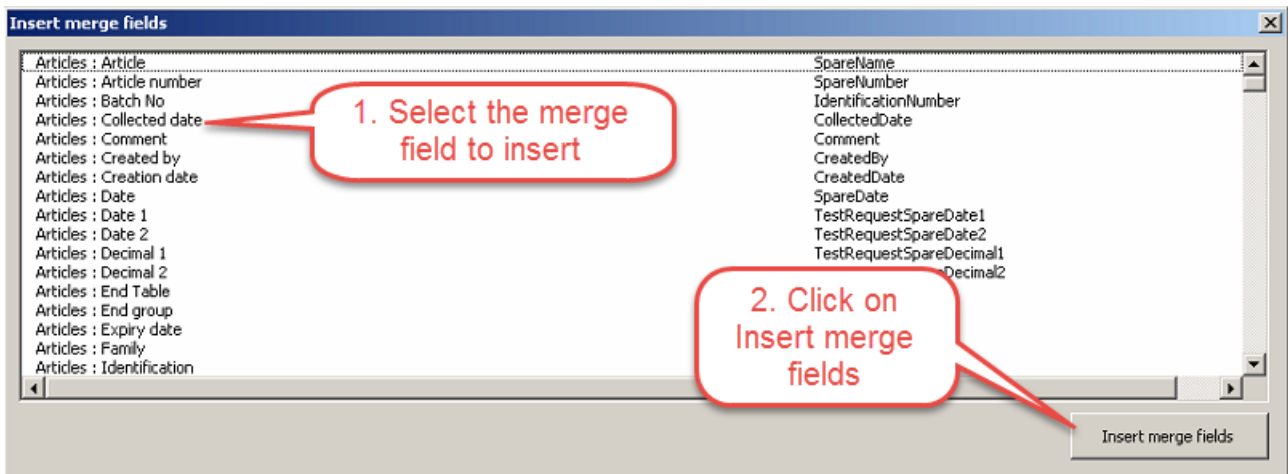 Insert merge fields
Articles : Article SpareName
Articles : Article number SpareNumber
Articles : Batch No IdentificationNumber
Articles : Collected date CollectedDate
Articles : Comment Comment
Articles : Created by CreatedBy
Articles : Creation date CreatedDate
Articles : Date SpareDate
Articles : Date 1 TestRequestSpareDate1
Articles : Date 2 TestRequestSpareDate2
Articles : Decimal 1 TestRequestSpareDecimal1
Articles : Decimal 2 eDecimal2
Articles : End Table
Articles : End group
Articles : Expiry date
Articles : Family
Articles : Identification
1. Select the merge
field to insert
2. Click on
Insert merge
fields
Insert merge fields